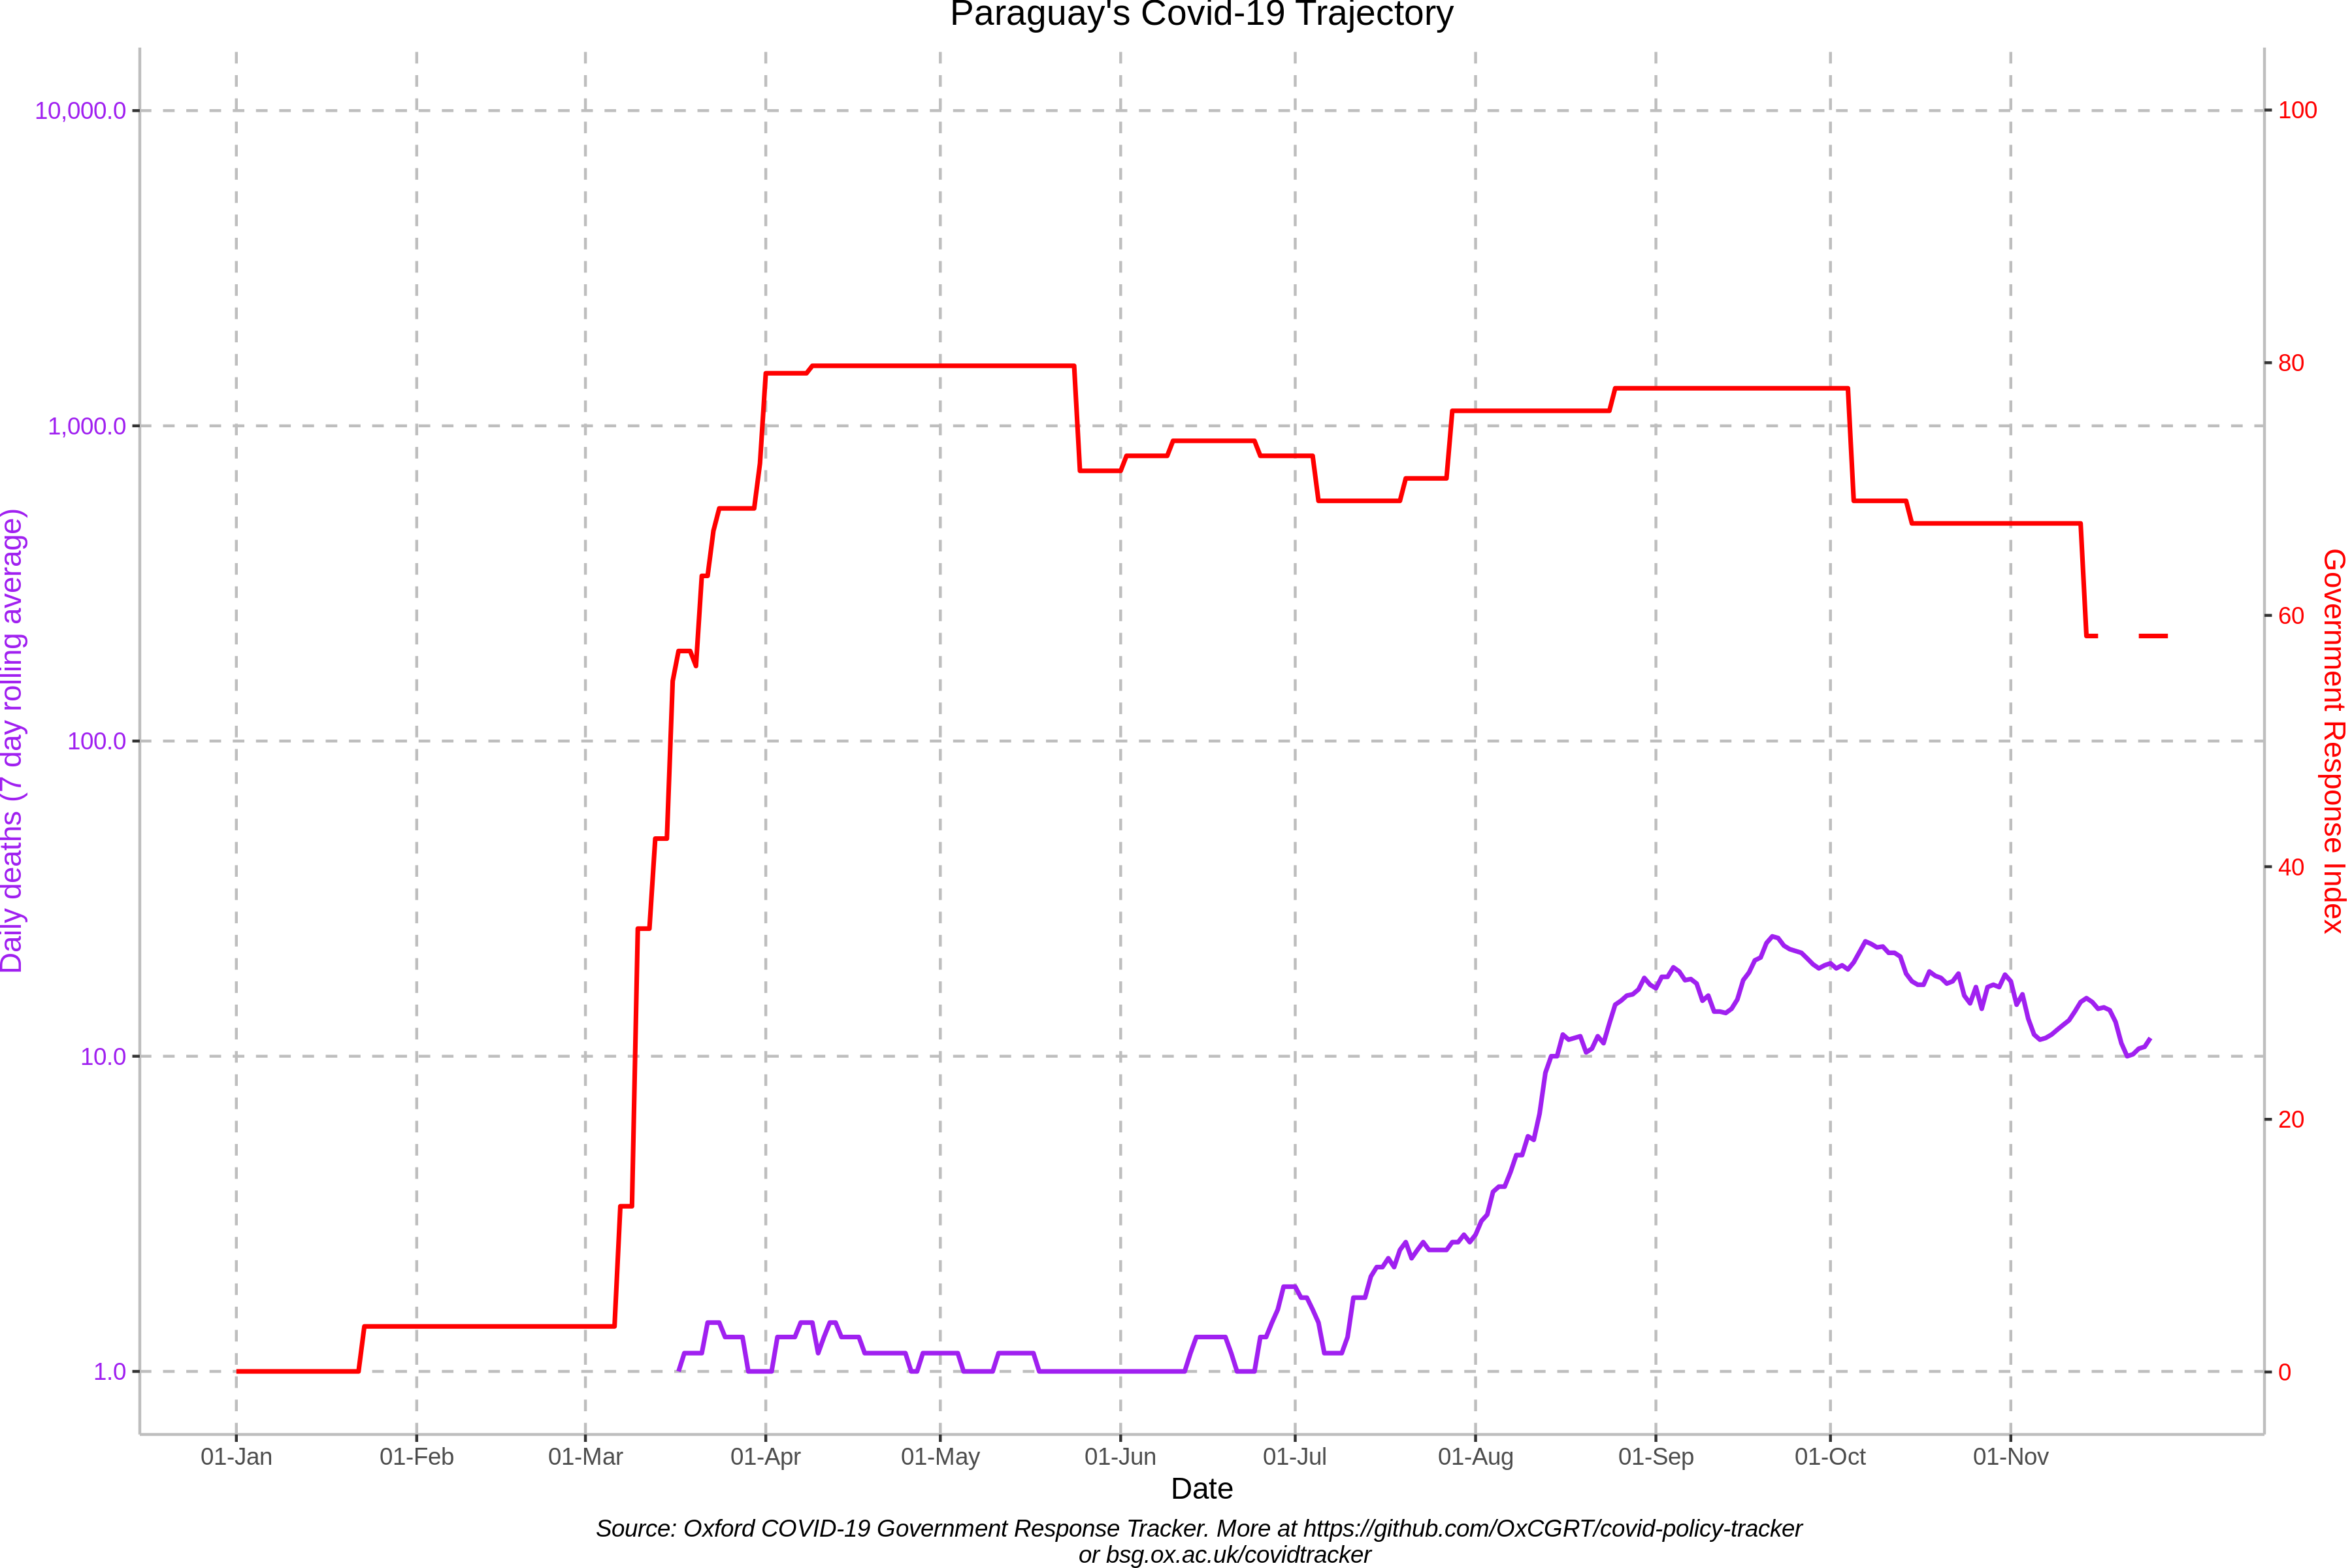 Paraguay's Covid-19 Trajectory
10,000.0
1,000.0
100.0
10.0
1.0
Daily deaths (7 day rolling average)
100
80
60
40
20
0
Government Response Index
01-Jan
01-Feb
01-Mar
01-Apr
01-May
01-Jun
01-Jul
01-Aug
01-Sep
01-Oct
01-Nov
Date
Source: Oxford COVID-19 Government Response Tracker. More at https://github.com/OxCGRT/covid-policy-tracker
or bsg.ox.ac.uk/covidtracker